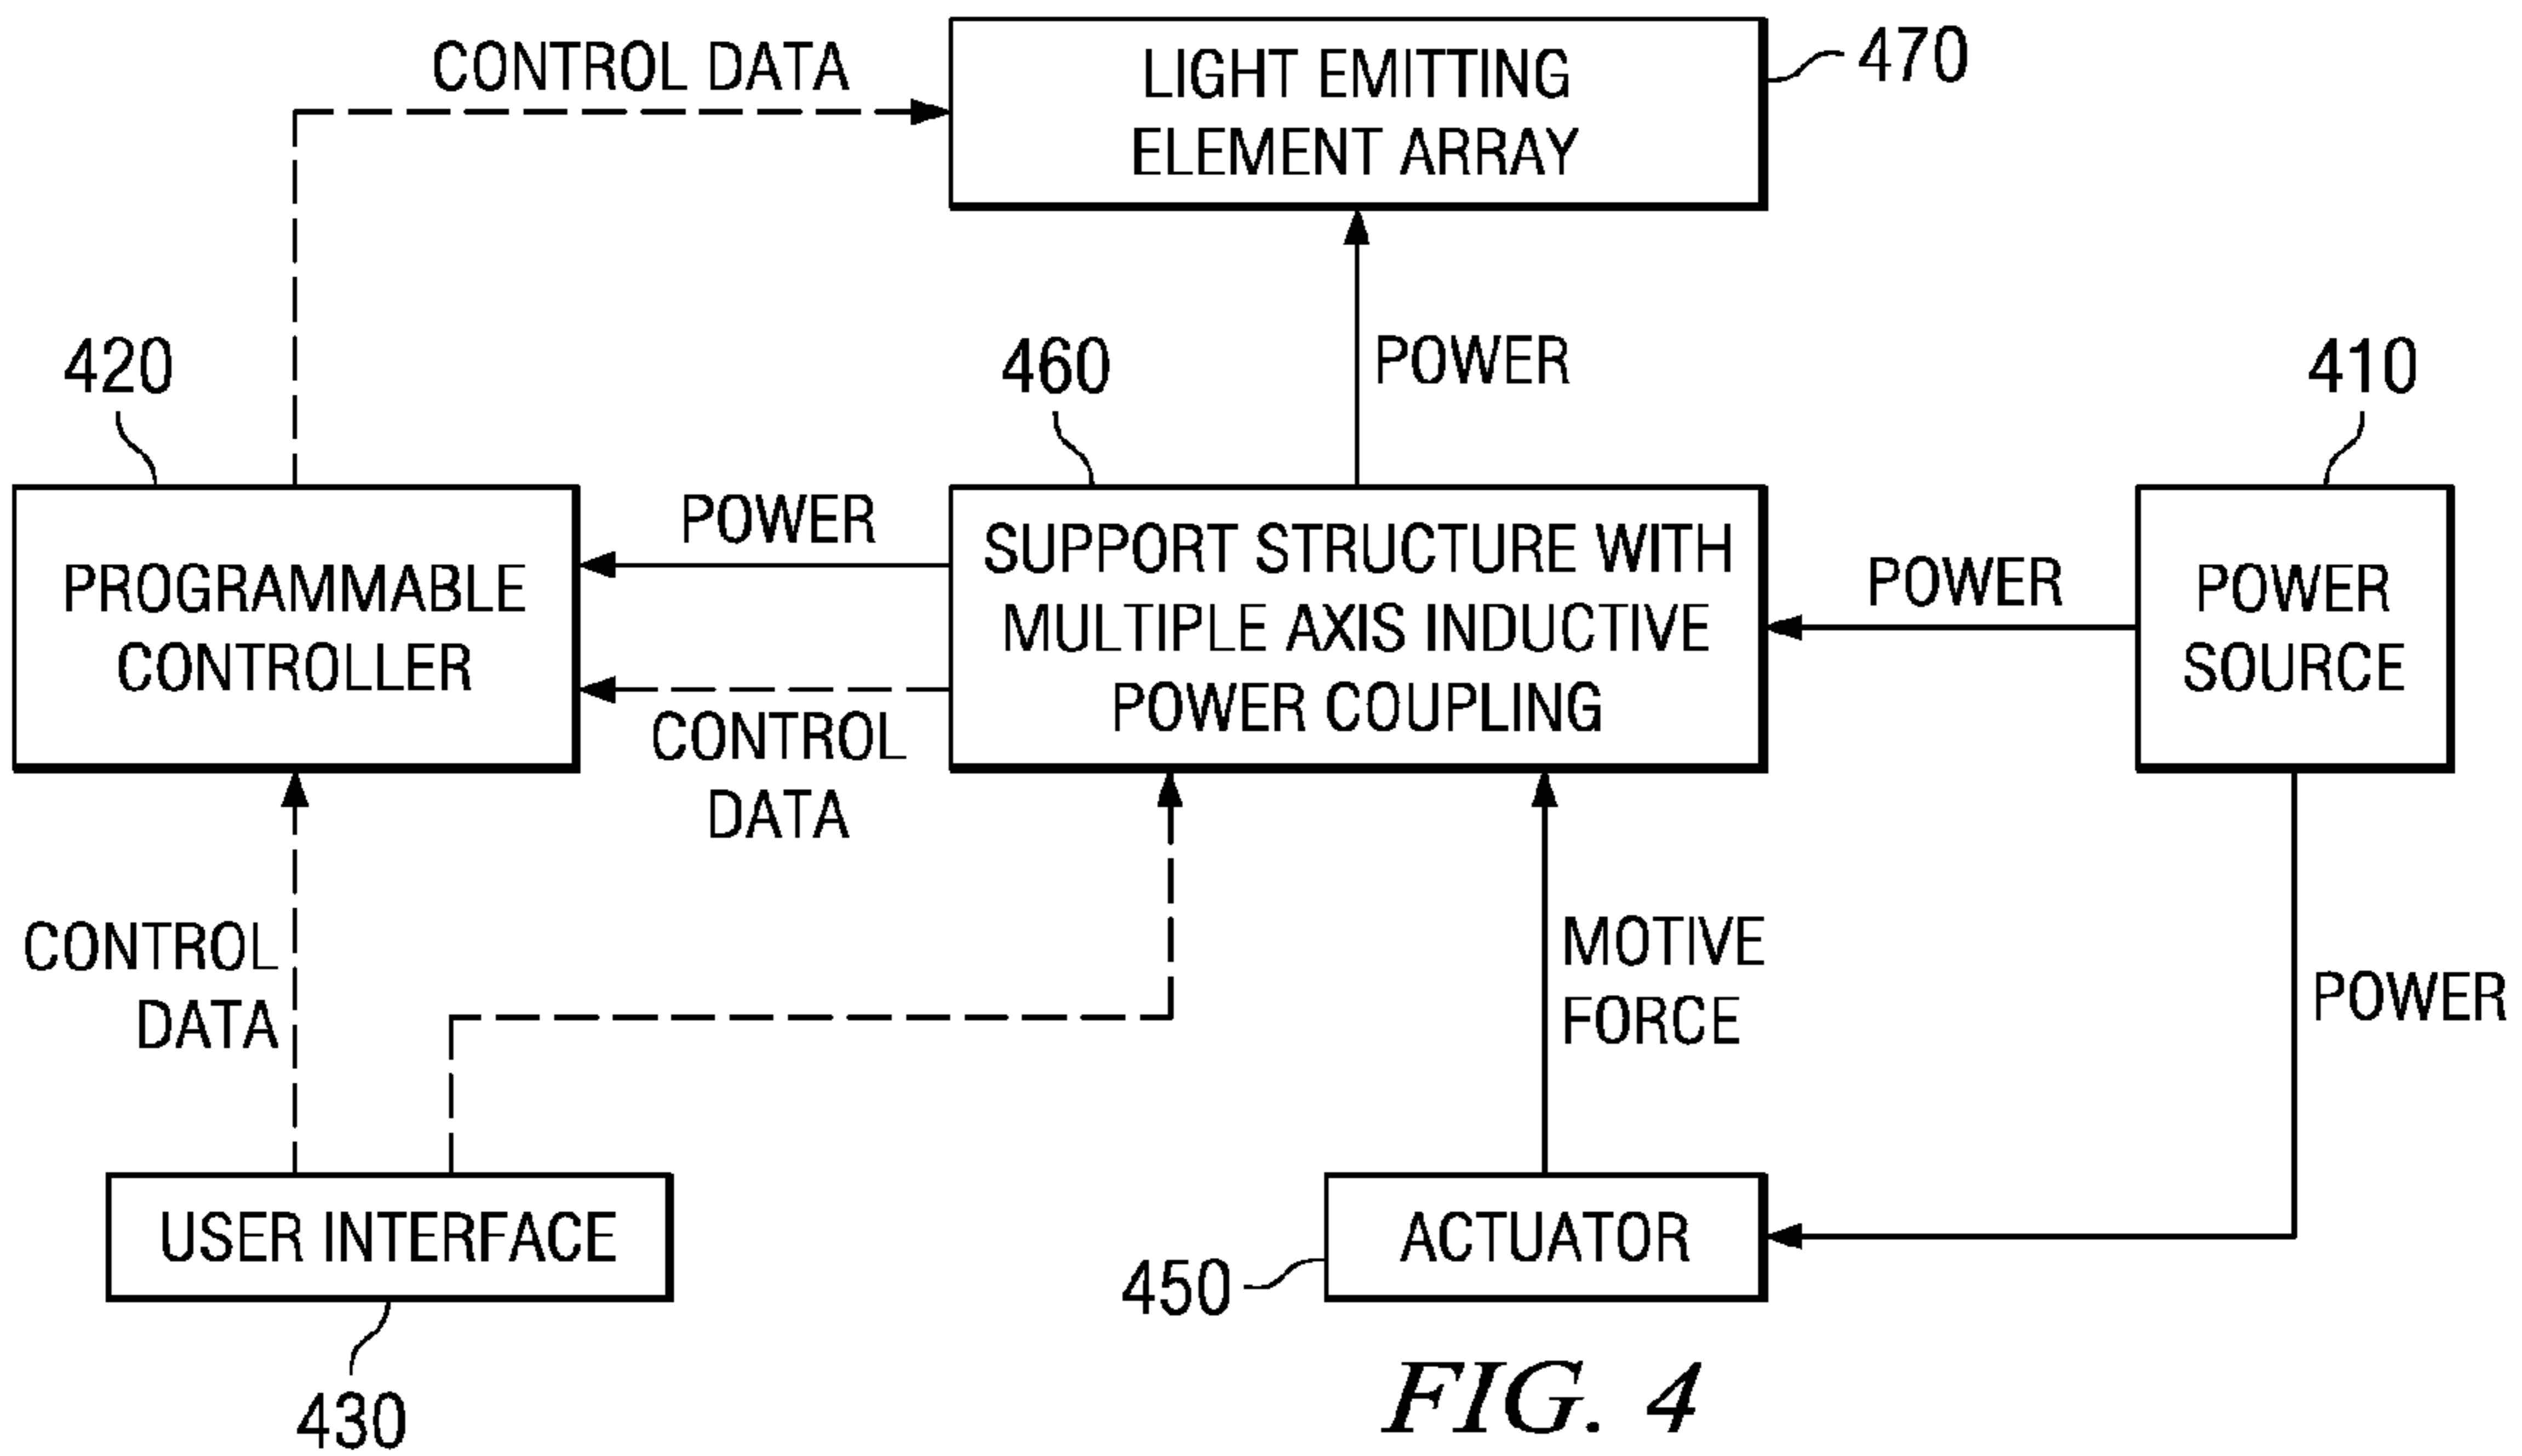 CONTROL DATA
LIGHT EMITTING
ELEMENT ARRAY
470
420
460
POWER
410
PROGRAMMABLE
CONTROLLER
POWER
CONTROL
DATA
SUPPORT STRUCTURE WITH
MULTIPLE AXIS INDUCTIVE
POWER COUPLING
POWER
POWER
SOURCE
CONTROL
DATA
MOTIVE
FORCE
POWER
USER INTERFACE
430
ACTUATOR
450
FIG. 4